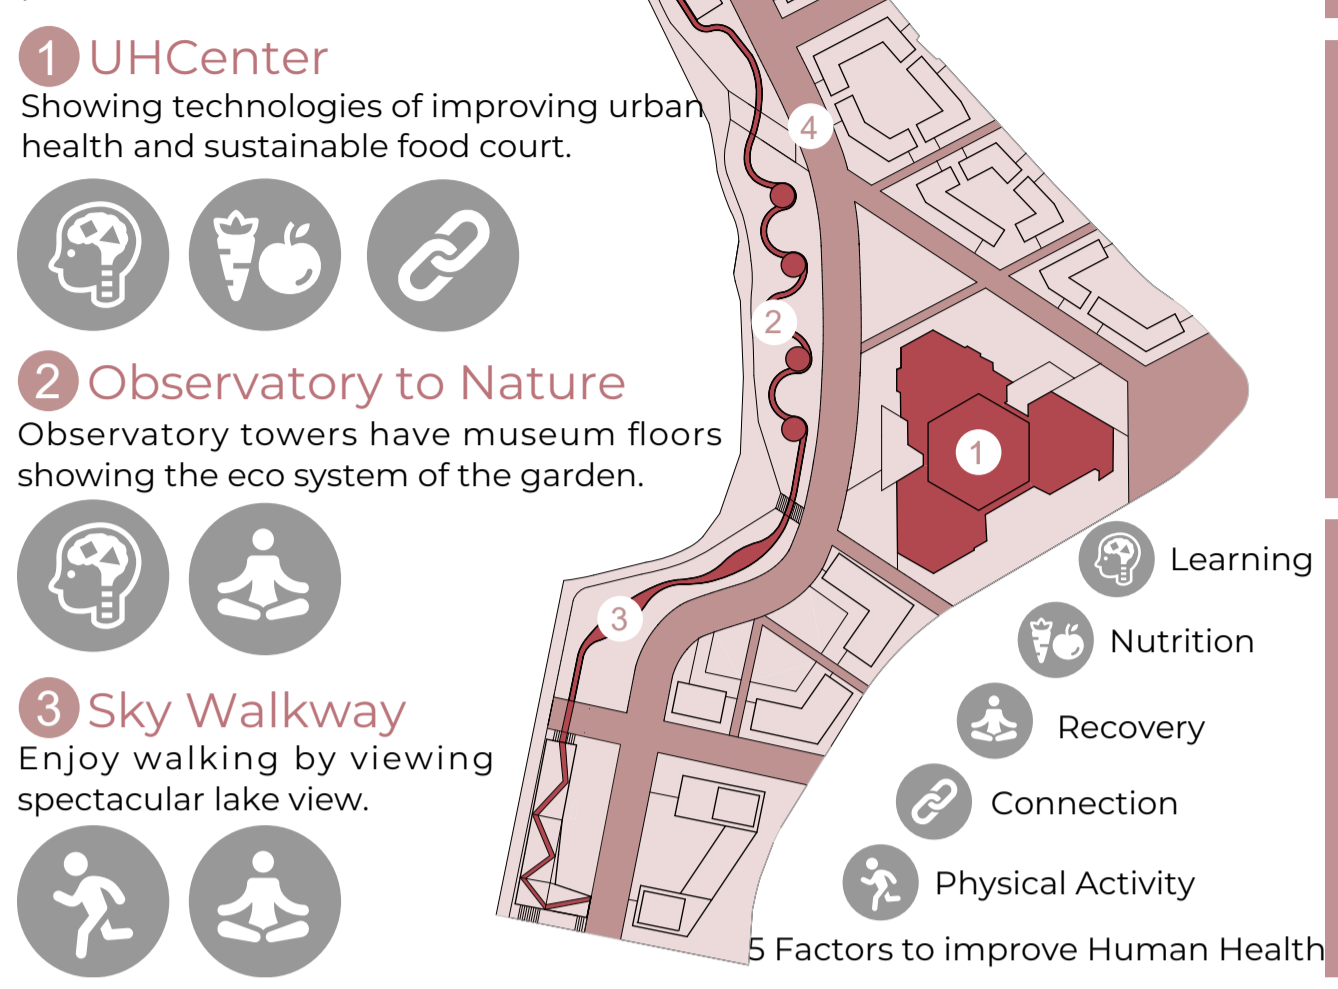 1 UHCenter
Showing technologies of improving urban
health and sustainable food court.
2 Observatory to Nature
Observatory towers have museum floors
showing the eco system of the garden.
3 Sky Walkway
Enjoy walking by viewing
spectacular lake view.
4
2
1
3
Learning
Nutrition
Recovery
Connection
Physical Activity
5 Factors to improve Human Health